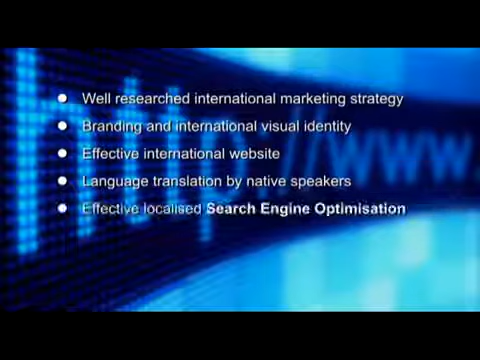 Well researched international marketing strategy
Branding and international visual identity
Effective international website
Language translation by native speakers
Effective localised Search Engine Optimisation
//www.